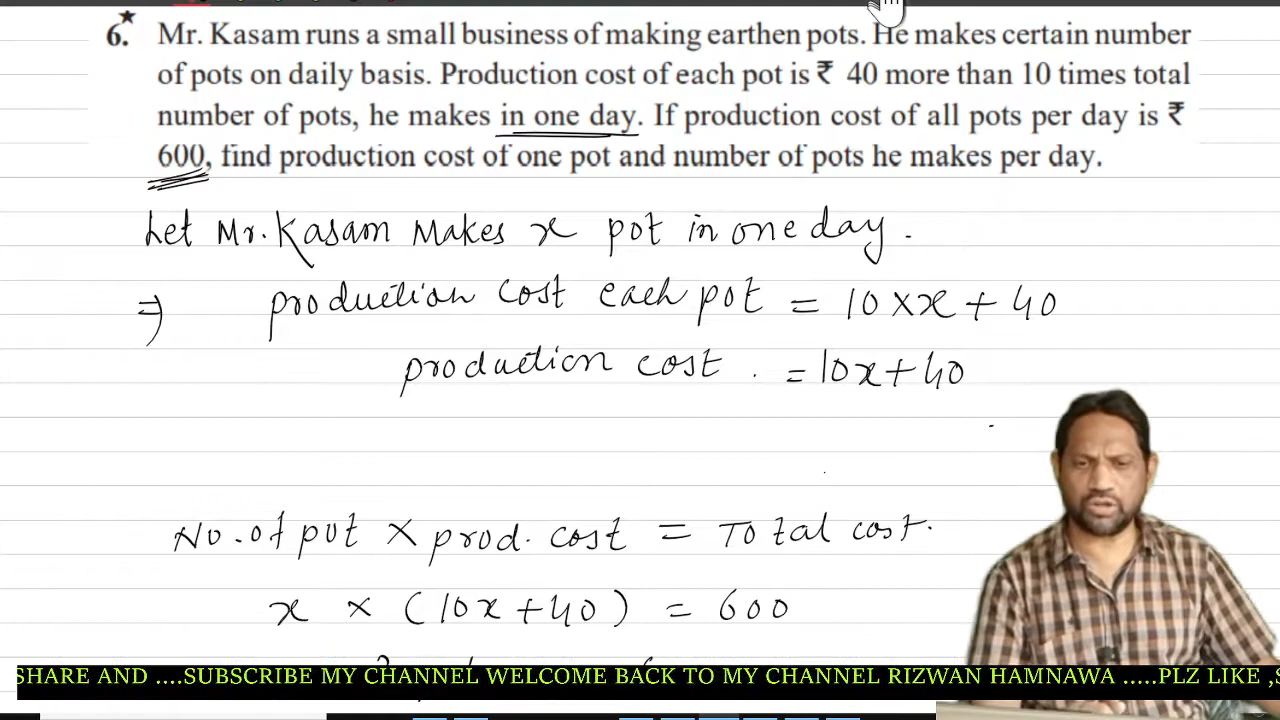 6.* Mr. Kasam runs a small business of making earthen pots. He makes certain number
of pots on daily basis. Production cost of each pot is ₹ 40 more than 10 times total
number of pots, he makes in one day. If production cost of all pots per day is ₹
600, find production cost of one pot and number of pots he makes per day.
Let Mr. Kasam Makes x pot in one day.
⇒ production cost each pot = 10 × x + 40
production cost . = 10x + 40
No. of pot × prod. cost = Total cost.
x × (10x + 40) = 600
SHARE AND ....SUBSCRIBE MY CHANNEL WELCOME BACK TO MY CHANNEL RIZWAN HAMNAWA .....PLZ LIKE ,S